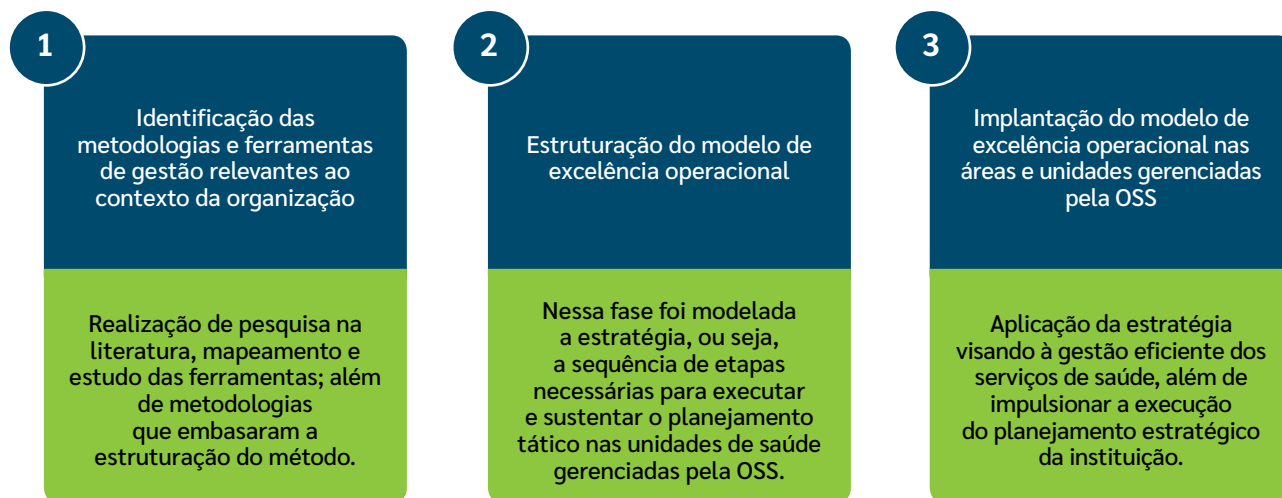 1
Identificação das
metodologias e ferramentas
de gestão relevantes ao
contexto da organização
Realização de pesquisa na
literatura, mapeamento e
estudo das ferramentas; além
de metodologias
que embasaram a
estruturação do método.
2
Estruturação do modelo de
excelência operacional
Nessa fase foi modelada
a estratégia, ou seja,
a sequência de etapas
necessárias para executar
e sustentar o planejamento
tático nas unidades de saúde
gerenciadas pela OSS.
3
Implantação do modelo de
excelência operacional nas
áreas e unidades gerenciadas
pela OSS
Aplicação da estratégia
visando à gestão eficiente dos
serviços de saúde, além de
impulsionar a execução
do planejamento estratégico
da instituição.